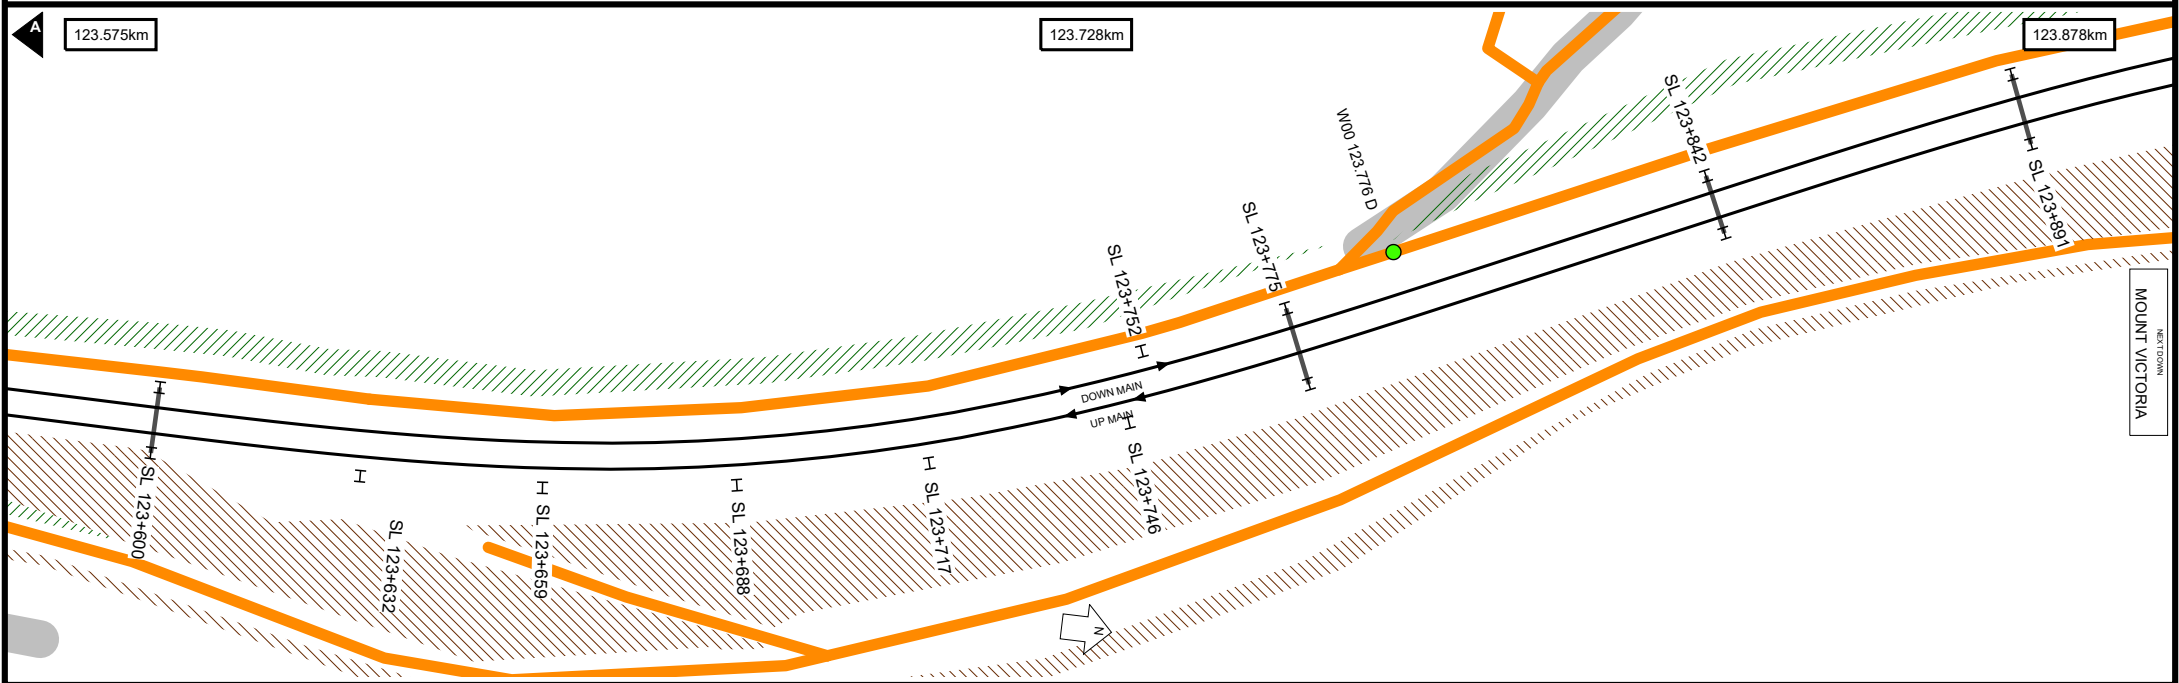 A
123.575km
123.728km
123.878km
SL 123+842
W00 123.776 D
SL 123+891
SL 123+775
SL 123+752
NEXT DOWN
MOUNT VICTORIA
DOWN MAIN
UP MAIN
SL 123+600
SL 123+632
SL 123+659
SL 123+688
SL 123+717
SL 123+746
N